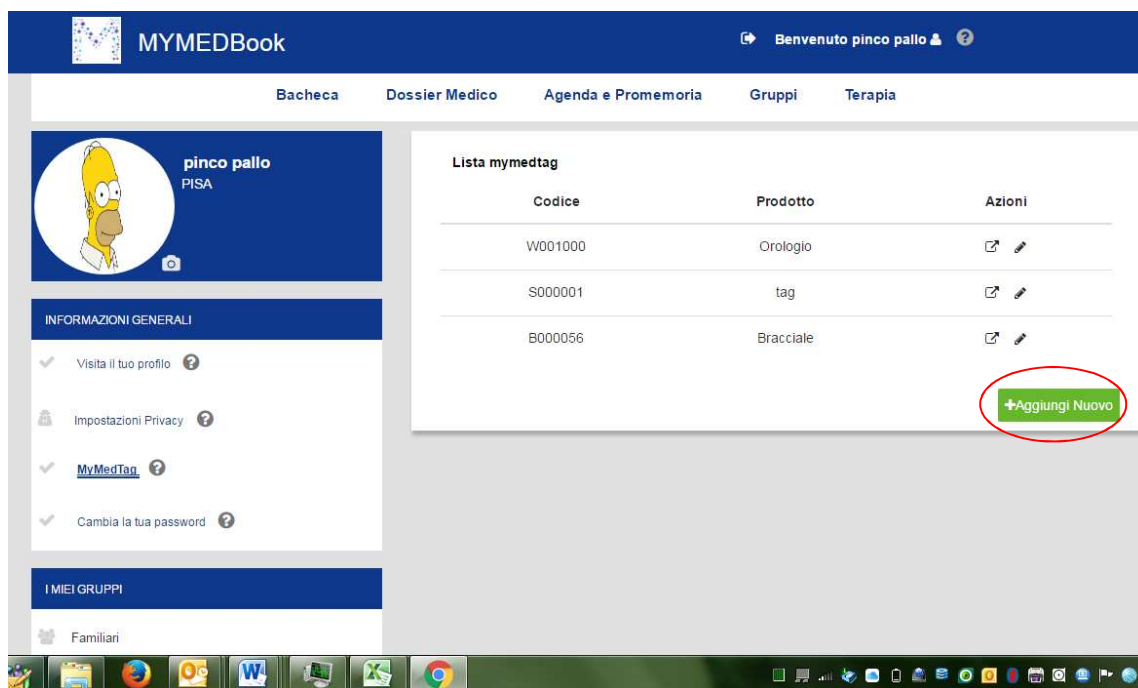 MYMEDBook
Benvenuto pinco pallo
Bacheca Dossier Medico Agenda e Promemoria Gruppi Terapia
pinco pallo
PISA
INFORMAZIONI GENERALI
Visita il tuo profilo
Impostazioni Privacy
MyMedTag
Cambia la tua password
I MIEI GRUPPI
Familiari
Lista mymedtag
Codice Prodotto Azioni
W001000 Orologio
S000001 tag
B000056 Bracciale
+Aggiungi Nuovo